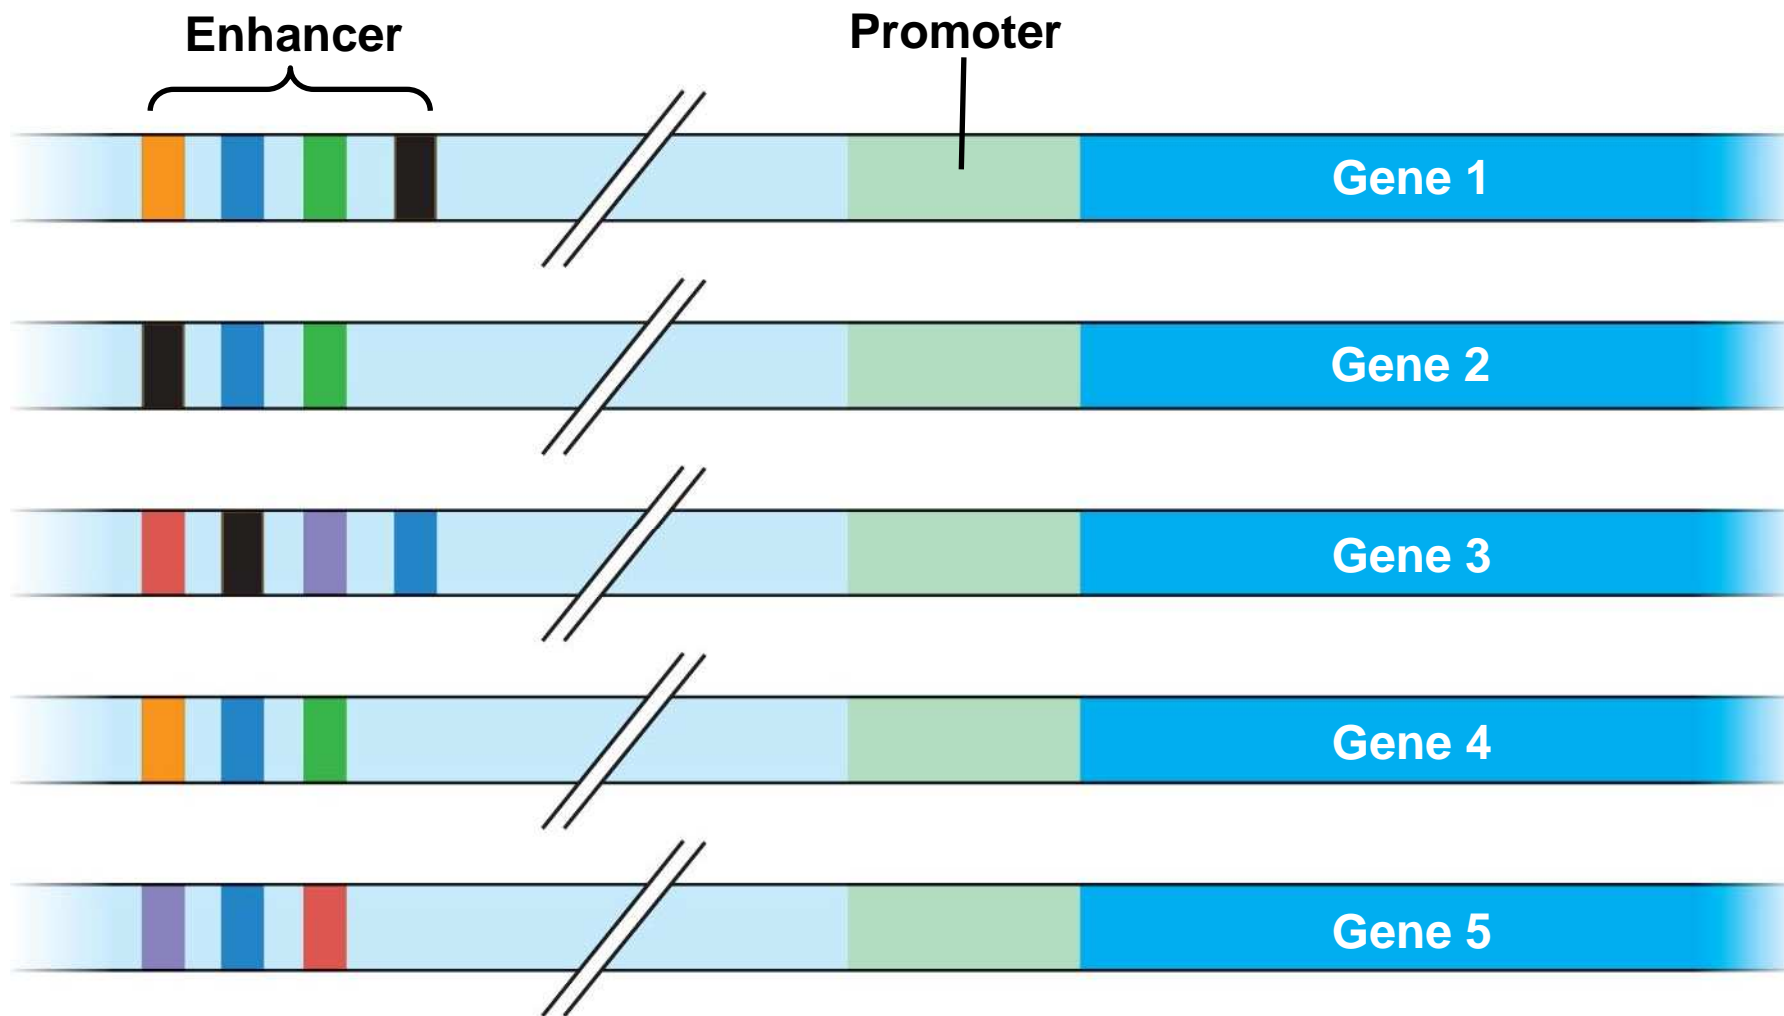 Enhancer
Promoter
Gene 1
Gene 2
Gene 3
Gene 4
Gene 5